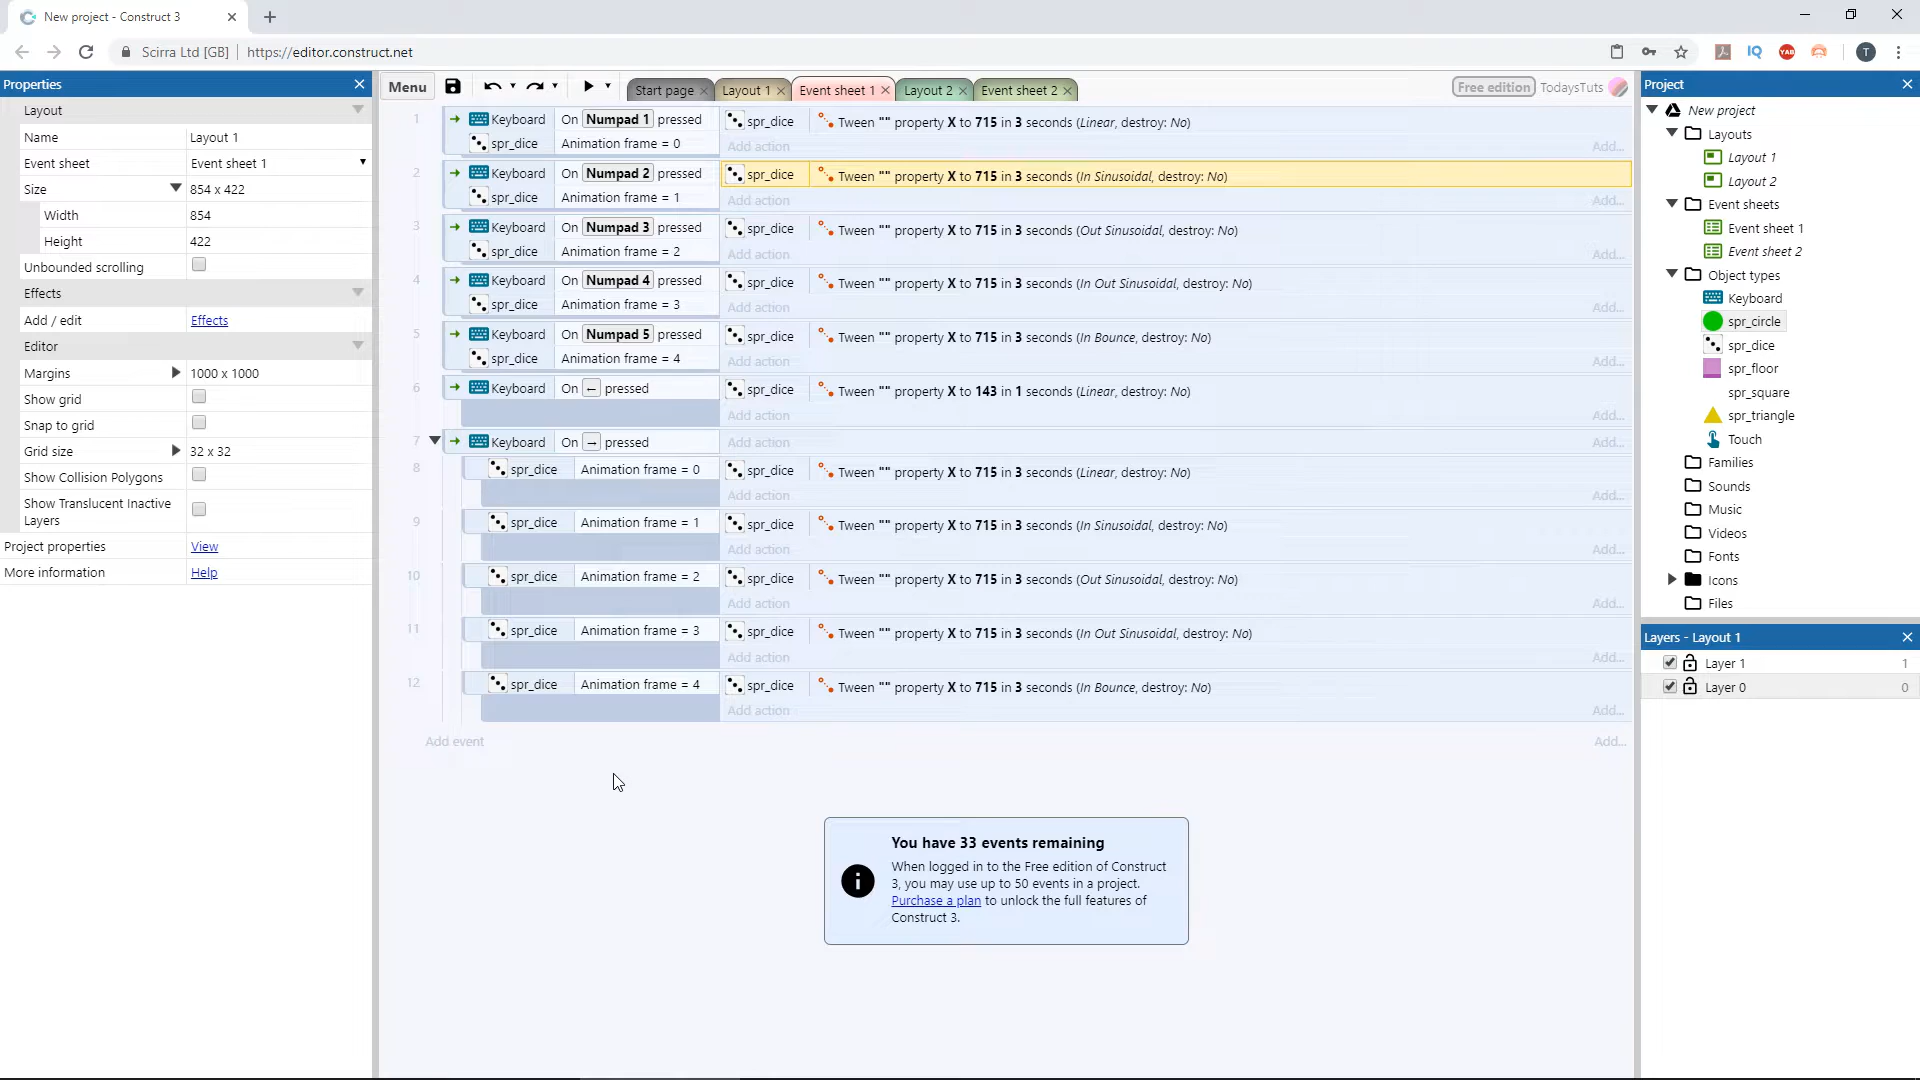 New project - Construct 3
Scirra Ltd [GB] https://editor.construct.net
IQ YAB T
Properties
Layout
Name Layout 1
Event sheet Event sheet 1
Size 854 x 422
Width 854
Height 422
Unbounded scrolling
Effects
Add / edit Effects
Editor
Margins 1000 x 1000
Show grid
Snap to grid
Grid size 32 x 32
Show Collision Polygons
Show Translucent Inactive
Layers
Project properties View
More information Help
Menu
Start page Layout 1 Event sheet 1 Layout 2 Event sheet 2
Free edition TodaysTuts
1 Keyboard On Numpad 1 pressed spr_dice Tween "" property X to 715 in 3 seconds (Linear, destroy: No)
spr_dice Animation frame = 0 Add action Add...
2 Keyboard On Numpad 2 pressed spr_dice Tween "" property X to 715 in 3 seconds (In Sinusoidal, destroy: No)
spr_dice Animation frame = 1 Add action Add...
3 Keyboard On Numpad 3 pressed spr_dice Tween "" property X to 715 in 3 seconds (Out Sinusoidal, destroy: No)
spr_dice Animation frame = 2 Add action Add...
4 Keyboard On Numpad 4 pressed spr_dice Tween "" property X to 715 in 3 seconds (In Out Sinusoidal, destroy: No)
spr_dice Animation frame = 3 Add action Add...
5 Keyboard On Numpad 5 pressed spr_dice Tween "" property X to 715 in 3 seconds (In Bounce, destroy: No)
spr_dice Animation frame = 4 Add action Add...
6 Keyboard On ← pressed spr_dice Tween "" property X to 143 in 1 seconds (Linear, destroy: No)
Add action Add...
7 Keyboard On → pressed Add action Add...
8 spr_dice Animation frame = 0 spr_dice Tween "" property X to 715 in 3 seconds (Linear, destroy: No)
Add action Add...
9 spr_dice Animation frame = 1 spr_dice Tween "" property X to 715 in 3 seconds (In Sinusoidal, destroy: No)
Add action Add...
10 spr_dice Animation frame = 2 spr_dice Tween "" property X to 715 in 3 seconds (Out Sinusoidal, destroy: No)
Add action Add...
11 spr_dice Animation frame = 3 spr_dice Tween "" property X to 715 in 3 seconds (In Out Sinusoidal, destroy: No)
Add action Add...
12 spr_dice Animation frame = 4 spr_dice Tween "" property X to 715 in 3 seconds (In Bounce, destroy: No)
Add action Add...
Add event Add...
You have 33 events remaining
When logged in to the Free edition of Construct
3, you may use up to 50 events in a project.
Purchase a plan to unlock the full features of
Construct 3.
Project
New project
Layouts
Layout 1
Layout 2
Event sheets
Event sheet 1
Event sheet 2
Object types
Keyboard
spr_circle
spr_dice
spr_floor
spr_square
spr_triangle
Touch
Families
Sounds
Music
Videos
Fonts
Icons
Files
Layers - Layout 1
Layer 1 1
Layer 0 0